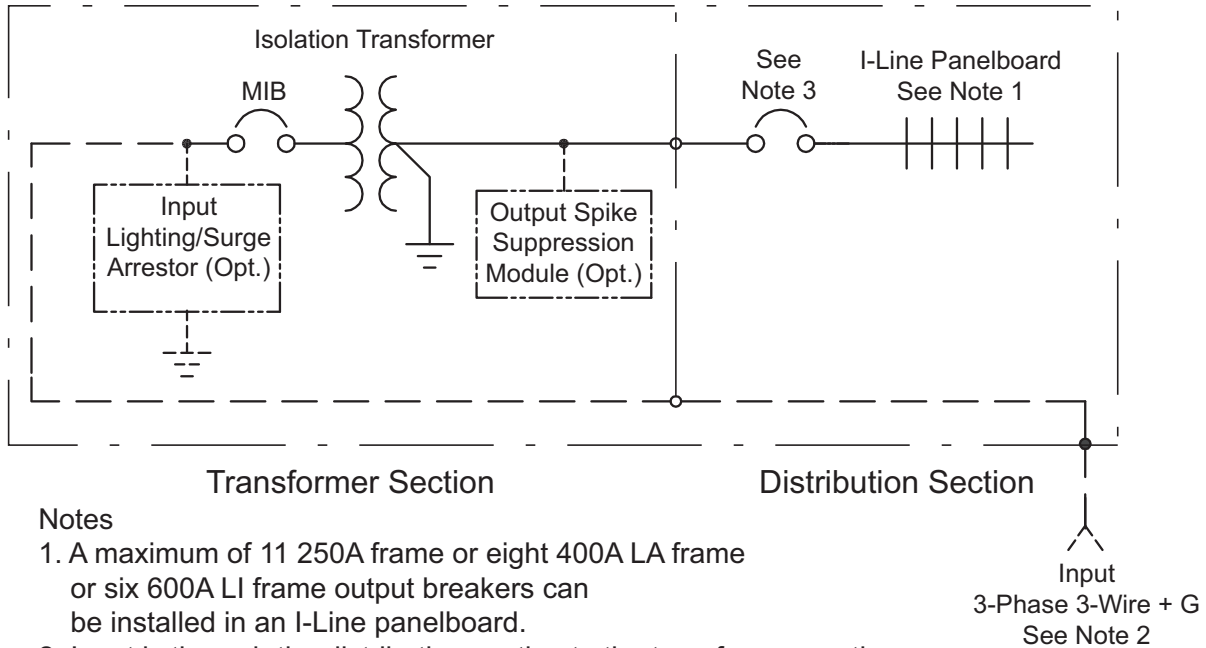 Isolation Transformer
MIB
See
Note 3
I-Line Panelboard
See Note 1
Input
Lighting/Surge
Arrestor (Opt.)
Output Spike
Suppression
Module (Opt.)
Transformer Section
Distribution Section
Notes
1. A maximum of 11 250A frame or eight 400A LA frame
or six 600A LI frame output breakers can
be installed in an I-Line panelboard.
Input
3-Phase 3-Wire + G
See Note 2